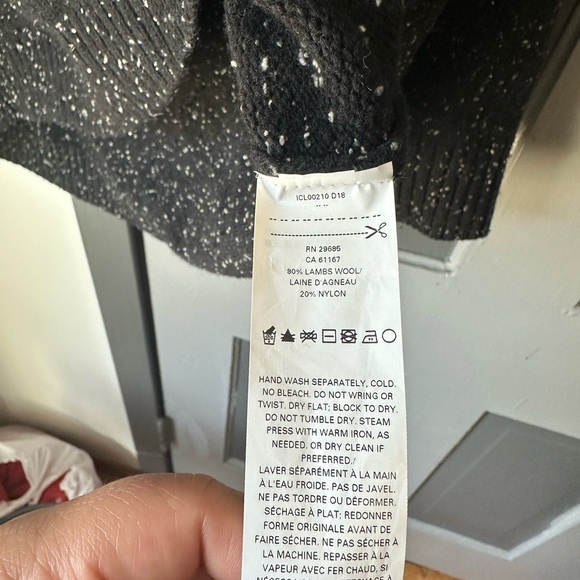 ICL00210 D18
RN 29685
CA 61167
80% LAMBS WOOL/
LAINE D'AGNEAU
20% NYLON
HAND WASH SEPARATELY, COLD.
NO BLEACH. DO NOT WRING OR
TWIST. DRY FLAT; BLOCK TO DRY.
DO NOT TUMBLE DRY. STEAM
PRESS WITH WARM IRON, AS
NEEDED. OR DRY CLEAN IF
PREFERRED./
LAVER SÉPARÉMENT À LA MAIN
À L'EAU FROIDE. PAS DE JAVEL.
NE PAS TORDRE OU DÉFORMER.
SÉCHAGE À PLAT; REDONNER
FORME ORIGINALE AVANT DE
FAIRE SÉCHER. NE PAS SÉCHER À
LA MACHINE. REPASSER À LA
VAPEUR AVEC FER CHAUD, SI